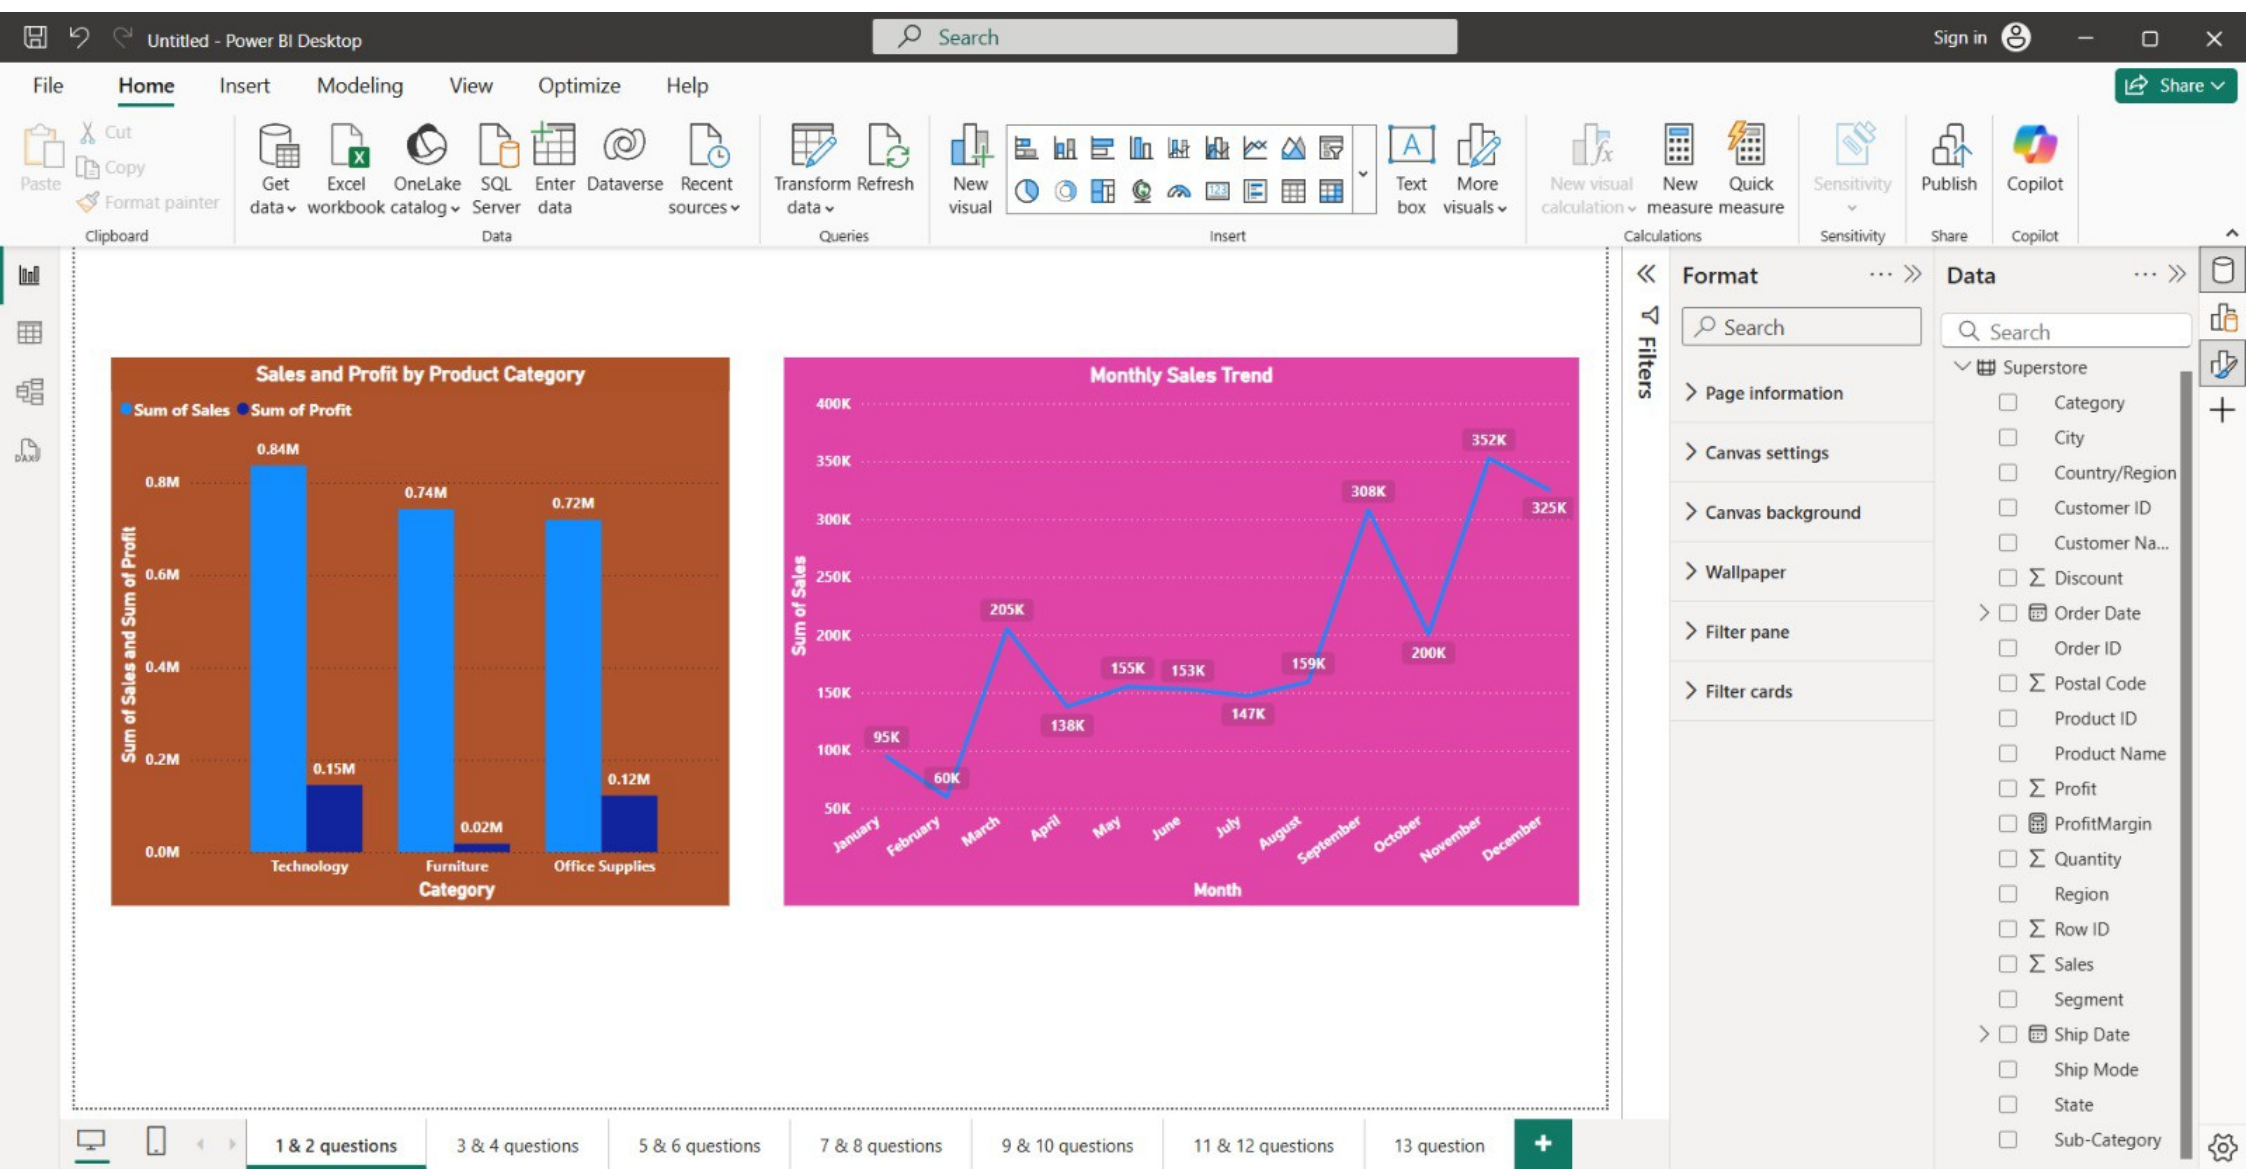 Untitled - Power BI Desktop
Search
Sign in
File Home Insert Modeling View Optimize Help
Share
Paste
Cut
Copy
Format painter
Clipboard
Get data
Excel workbook
OneLake catalog
SQL Server
Enter data
Dataverse
Recent sources
Data
Transform data
Refresh
Queries
New visual
123
A
Text box
More visuals
Insert
New visual calculation
New measure
Quick measure
Calculations
Sensitivity
Sensitivity
Publish
Share
Copilot
Copilot
DAX
Sales and Profit by Product Category
Sum of Sales Sum of Profit
Sum of Sales and Sum of Profit
0.8M
0.6M
0.4M
0.2M
0.0M
0.84M
0.15M
0.74M
0.02M
0.72M
0.12M
Technology Furniture Office Supplies
Category
Monthly Sales Trend
Sum of Sales
400K
350K
300K
250K
200K
150K
100K
50K
95K
60K
205K
138K
155K
153K
147K
159K
308K
200K
352K
325K
January February March April May June July August September October November December
Month
Filters
Format
Search
Page information
Canvas settings
Canvas background
Wallpaper
Filter pane
Filter cards
Data
Search
Superstore
Category
City
Country/Region
Customer ID
Customer Na...
Discount
Order Date
Order ID
Postal Code
Product ID
Product Name
Profit
ProfitMargin
Quantity
Region
Row ID
Sales
Segment
Ship Date
Ship Mode
State
Sub-Category
1 & 2 questions 3 & 4 questions 5 & 6 questions 7 & 8 questions 9 & 10 questions 11 & 12 questions 13 question